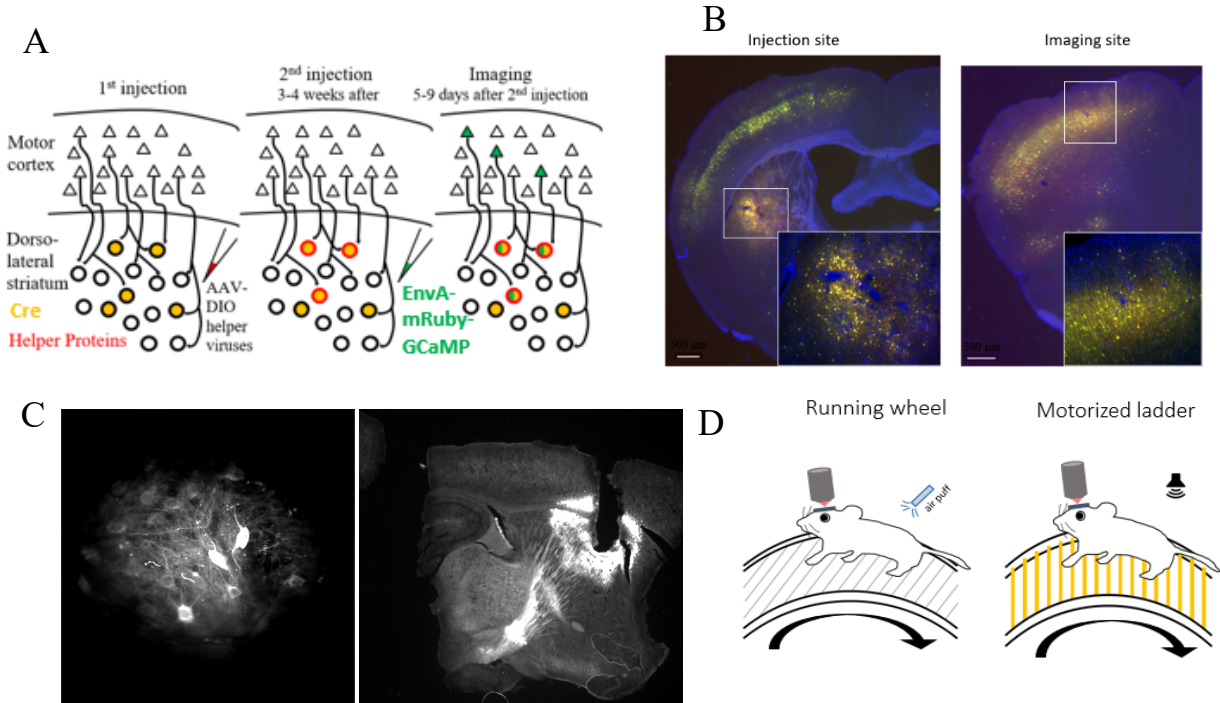 A
1st injection
2nd injection
3-4 weeks after
Imaging
5-9 days after 2nd injection
Motor
cortex
Dorso-
lateral
striatum
Cre
Helper Proteins
AAV-
DIO
helper
viruses
EnvA-
mRuby-
GCaMP
B
Injection site
Imaging site
500 μm
500 μm
C
D
Running wheel
Motorized ladder
air puff